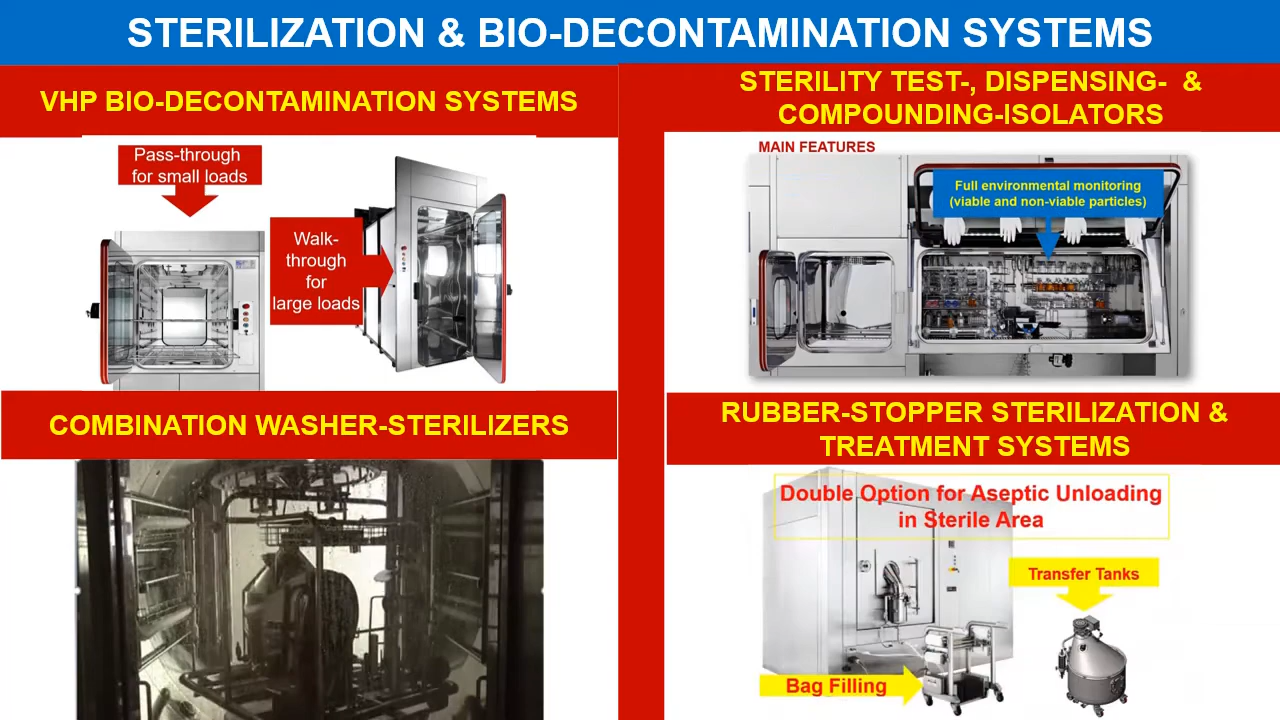 STERILIZATION & BIO-DECONTAMINATION SYSTEMS
VHP BIO-DECONTAMINATION SYSTEMS
Pass-through
for small loads
Walk-
through
for
large loads
STERILITY TEST-, DISPENSING- &
COMPOUNDING-ISOLATORS
MAIN FEATURES
Full environmental monitoring
(viable and non-viable particles)
COMBINATION WASHER-STERILIZERS
RUBBER-STOPPER STERILIZATION &
TREATMENT SYSTEMS
Double Option for Aseptic Unloading
in Sterile Area
Transfer Tanks
Bag Filling